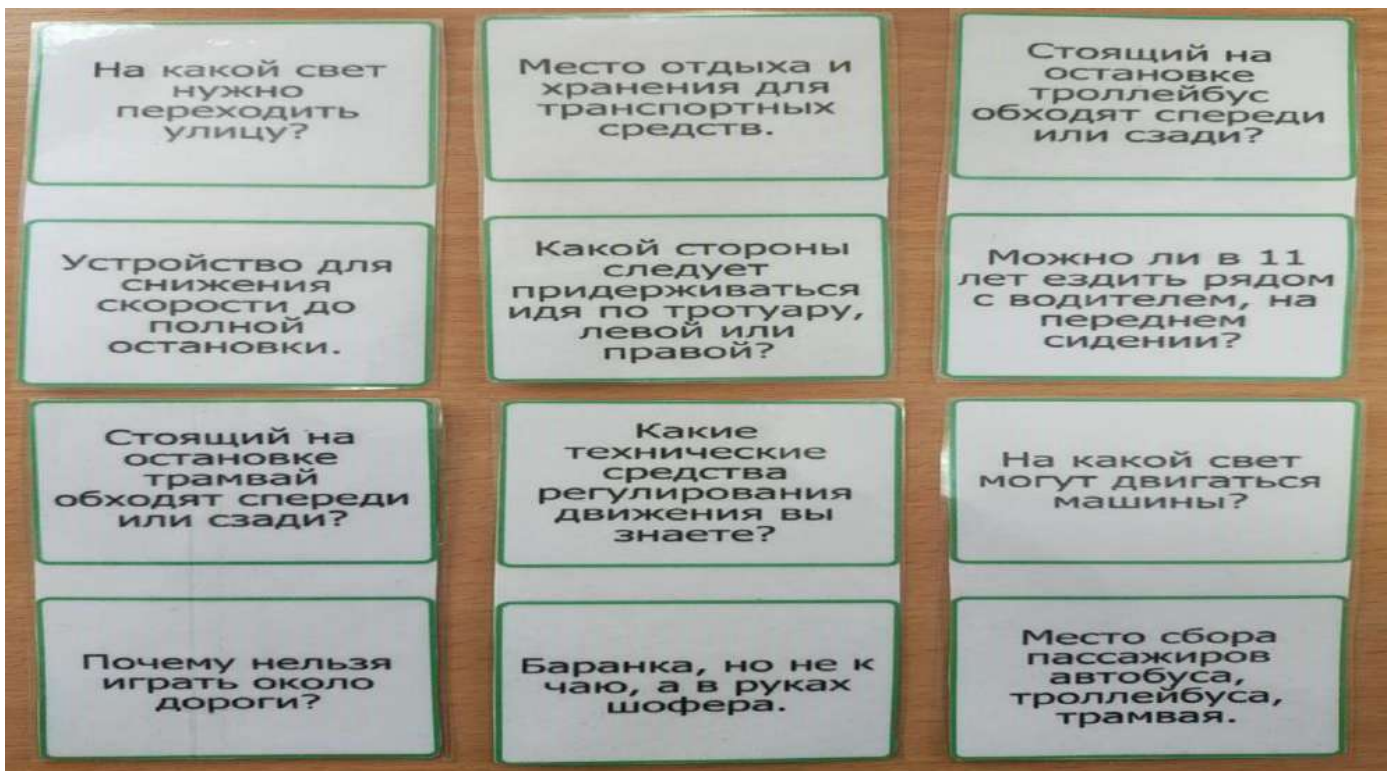 На какой свет
нужно
переходить
улицу?
Место отдыха и
хранения для
транспортных
средств.
Стоящий на
остановке
троллейбус
обходят спереди
или сзади?
Устройство для
снижения
скорости до
полной
остановки.
Какой стороны
следует
придерживаться
идя по тротуару,
левой или
правой?
Можно ли в 11
лет ездить рядом
с водителем, на
переднем
сидении?
Стоящий на
остановке
трамвай
обходят спереди
или сзади?
Какие
технические
средства
регулирования
движения вы
знаете?
На какой свет
могут двигаться
машины?
Почему нельзя
играть около
дороги?
Баранка, но не к
чаю, а в руках
шофера.
Место сбора
пассажиров
автобуса,
троллейбуса,
трамвая.